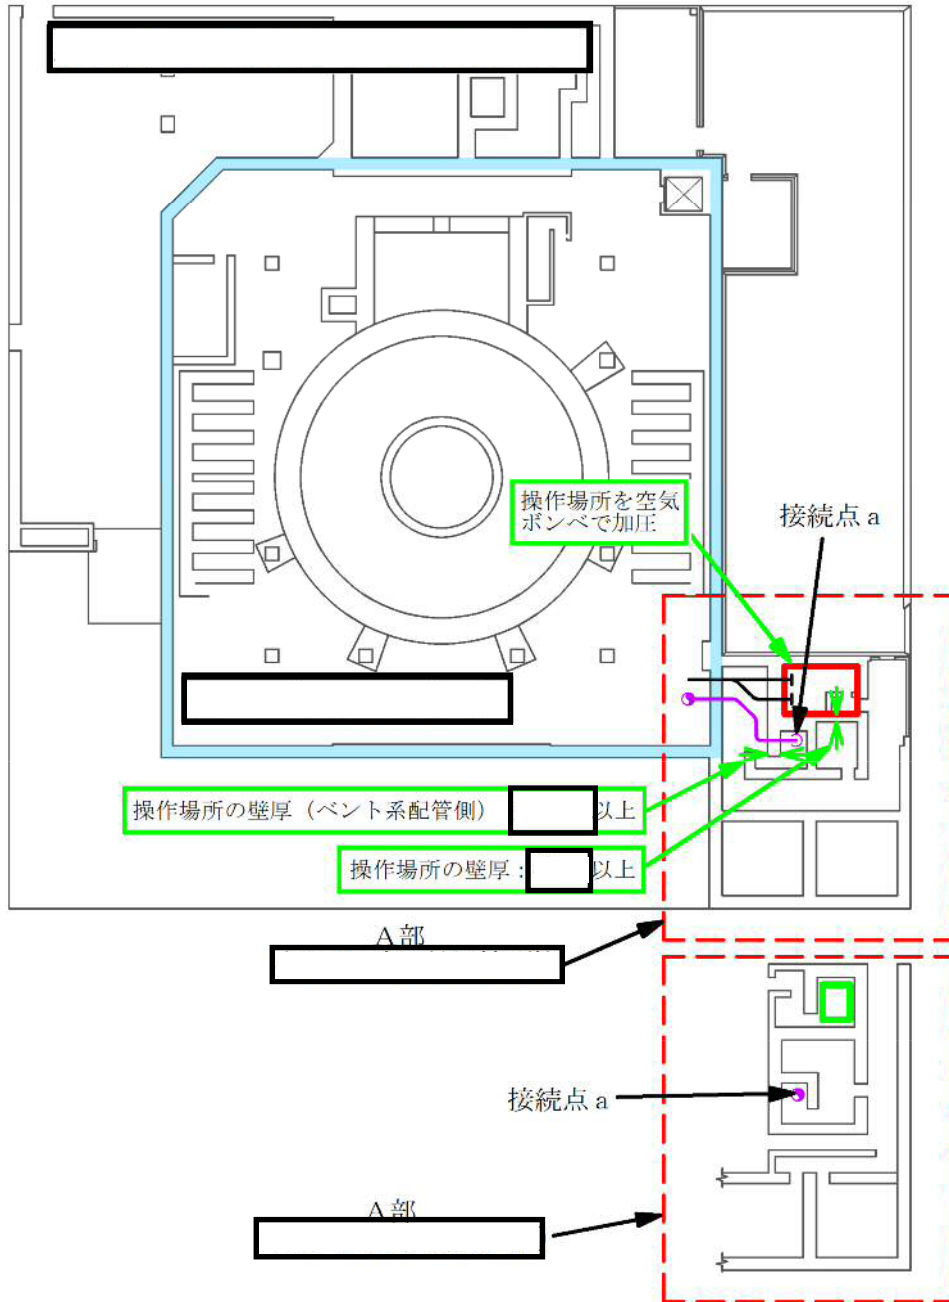 操作場所を空気
ボンベで加圧
接続点ａ
操作場所の壁厚（ベント系配管側）
以上
操作場所の壁厚：
以上
Ａ部
接続点ａ
Ａ部